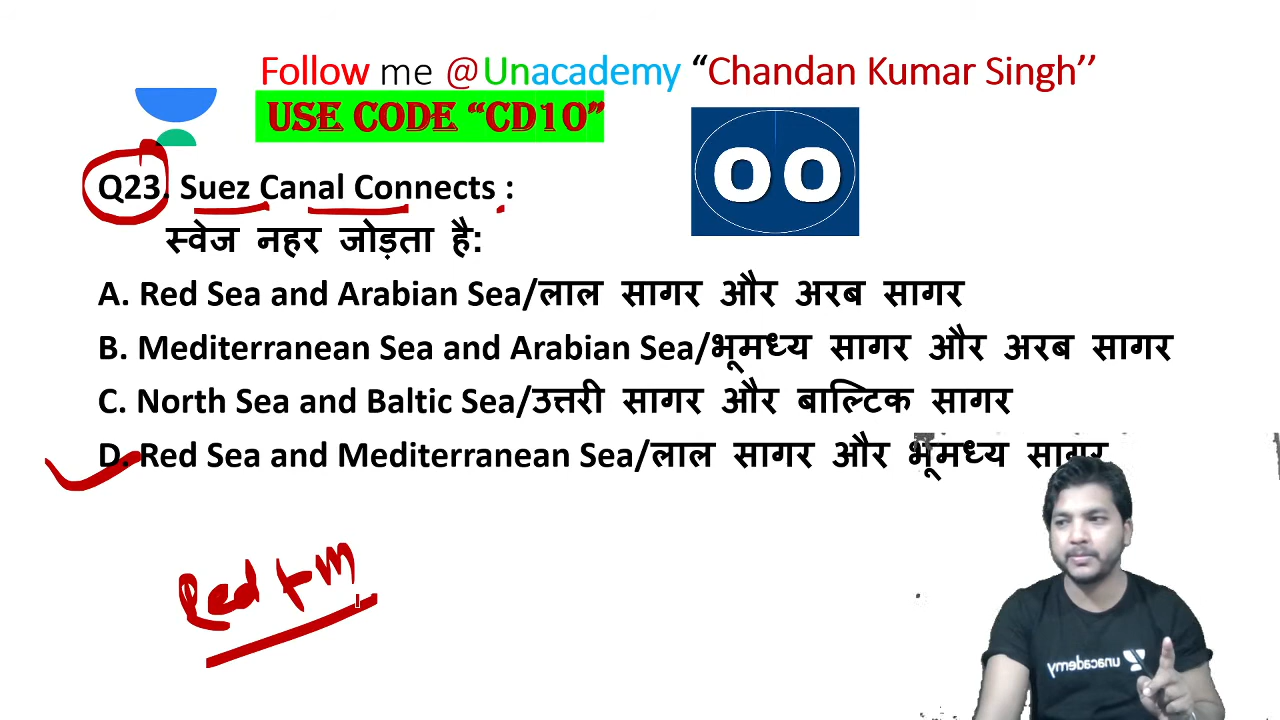 Follow me @Unacademy “Chandan Kumar Singh’’
USE CODE “CD10”
OO
Q23. Suez Canal Connects :
स्वेज नहर जोड़ता है:
A. Red Sea and Arabian Sea/लाल सागर और अरब सागर
B. Mediterranean Sea and Arabian Sea/भूमध्य सागर और अरब सागर
C. North Sea and Baltic Sea/उत्तरी सागर और बाल्टिक सागर
D. Red Sea and Mediterranean Sea/लाल सागर और भूमध्य सागर
Red + M
unacademy